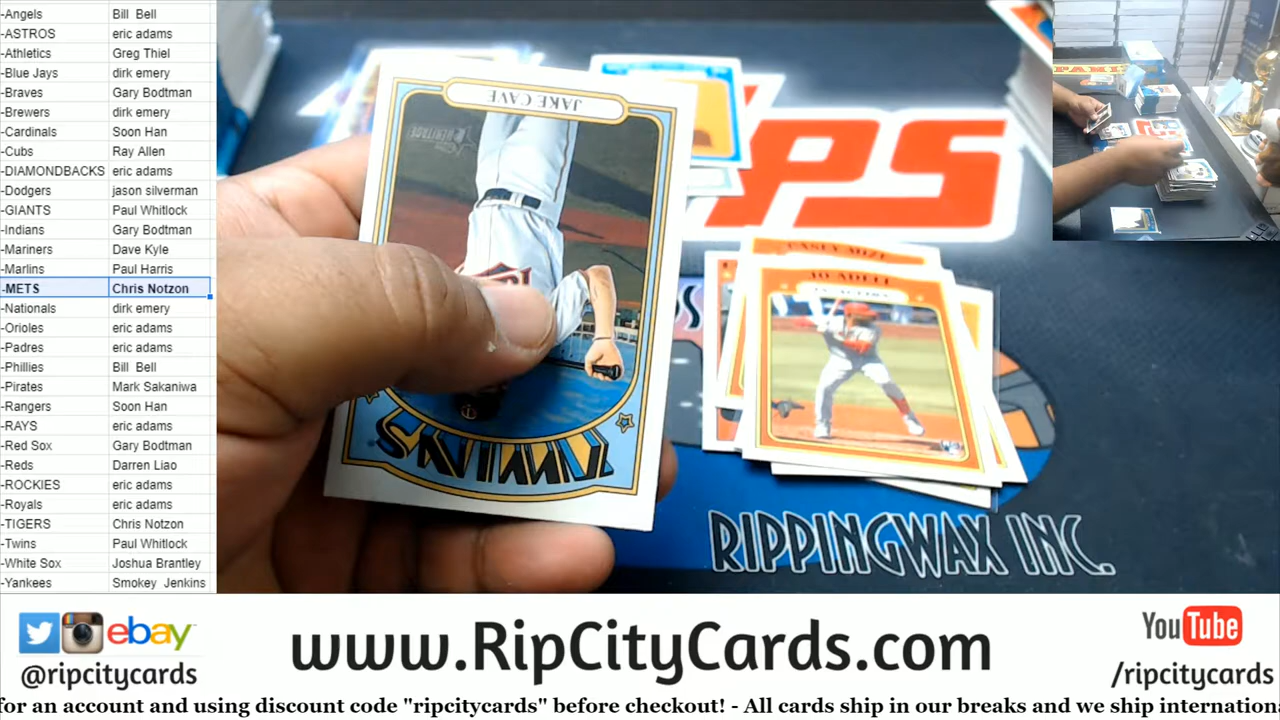 -Angels Bill Bell
-ASTROS eric adams
-Athletics Greg Thiel
-Blue Jays dirk emery
-Braves Gary Bodtman
-Brewers dirk emery
-Cardinals Soon Han
-Cubs Ray Allen
-DIAMONDBACKS eric adams
-Dodgers jason silverman
-GIANTS Paul Whitlock
-Indians Gary Bodtman
-Mariners Dave Kyle
-Marlins Paul Harris
-METS Chris Notzon
-Nationals dirk emery
-Orioles eric adams
-Padres eric adams
-Phillies Bill Bell
-Pirates Mark Sakaniwa
-Rangers Soon Han
-RAYS eric adams
-Red Sox Gary Bodtman
-Reds Darren Liao
-ROCKIES eric adams
-Royals eric adams
-TIGERS Chris Notzon
-Twins Paul Whitlock
-White Sox Joshua Brantley
-Yankees Smokey Jenkins
JAKE CAVE
TWINS
PS
CASEY MIZE
JO ADELL
IN ACTION
RIPPINGWAX INC.
ebay
@ripcitycards
www.RipCityCards.com
YouTube
/ripcitycards
for an account and using discount code "ripcitycards" before checkout! - All cards ship in our breaks and we ship internation